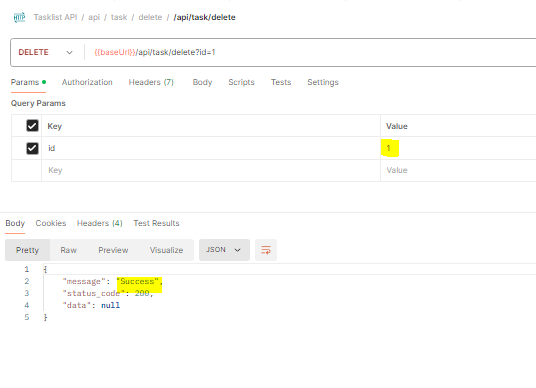 HTTP Tasklist API / api / task / delete / /api/task/delete
DELETE {{baseUrl}}/api/task/delete?id=1
Params Authorization Headers (7) Body Scripts Tests Settings
Query Params
Key Value
id 1
Key Value
Body Cookies Headers (4) Test Results
Pretty Raw Preview Visualize JSON
1 {
2 "message": "Success",
3 "status_code": 200,
4 "data": null
5 }